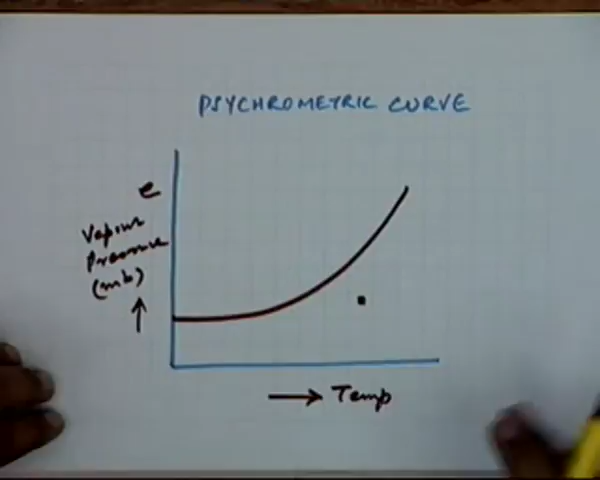 PSYCHROMETRIC CURVE
e
Vapour
Pressure
(mb)
Temp